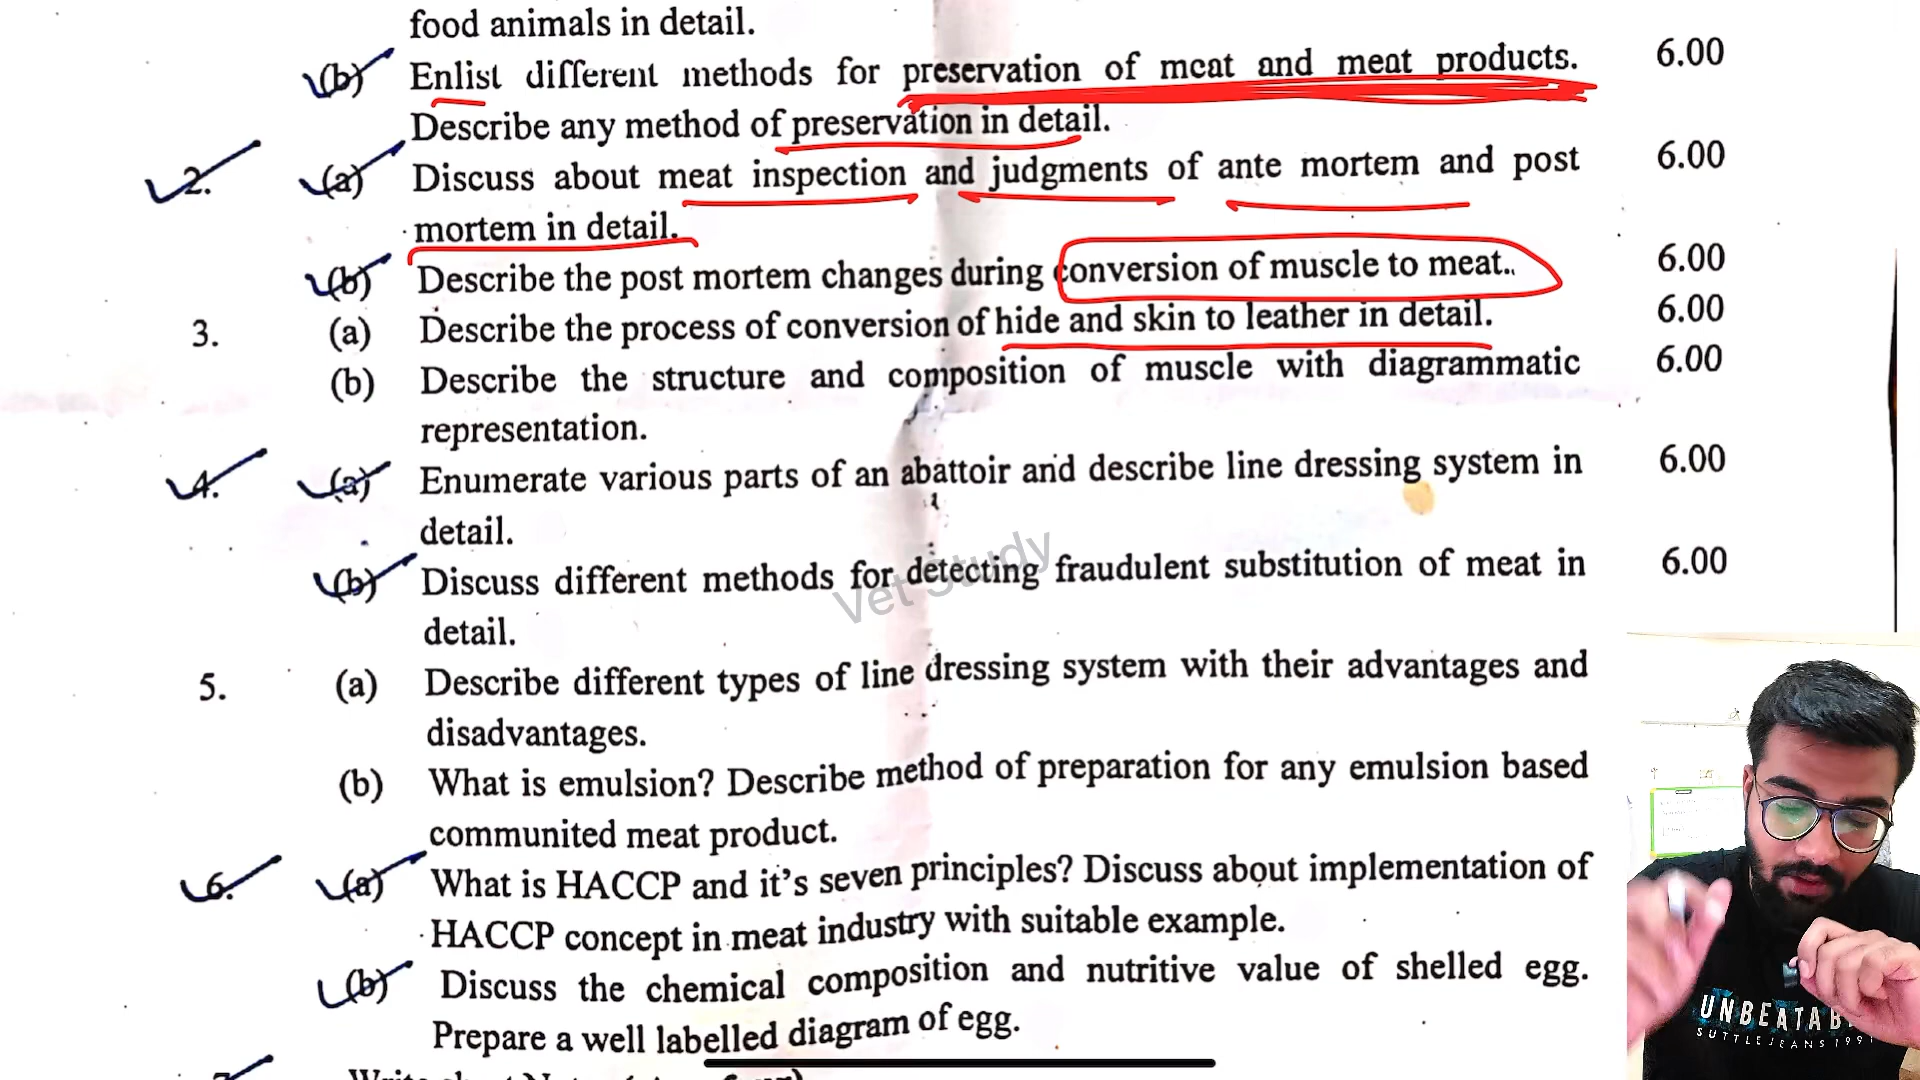 food animals in detail.
(b) Enlist different methods for preservation of meat and meat products. 6.00
Describe any method of preservation in detail.
2. (a) Discuss about meat inspection and judgments of ante mortem and post 6.00
mortem in detail.
(b) Describe the post mortem changes during conversion of muscle to meat. 6.00
3. (a) Describe the process of conversion of hide and skin to leather in detail. 6.00
(b) Describe the structure and composition of muscle with diagrammatic 6.00
representation.
4. (a) Enumerate various parts of an abattoir and describe line dressing system in 6.00
detail.
Vet Study
(b) Discuss different methods for detecting fraudulent substitution of meat in 6.00
detail.
5. (a) Describe different types of line dressing system with their advantages and
disadvantages.
(b) What is emulsion? Describe method of preparation for any emulsion based
communited meat product.
6. (a) What is HACCP and it's seven principles? Discuss about implementation of
HACCP concept in meat industry with suitable example.
(b) Discuss the chemical composition and nutritive value of shelled egg.
Prepare a well labelled diagram of egg.
UNBEATAB
SUTTLE JEANS 199